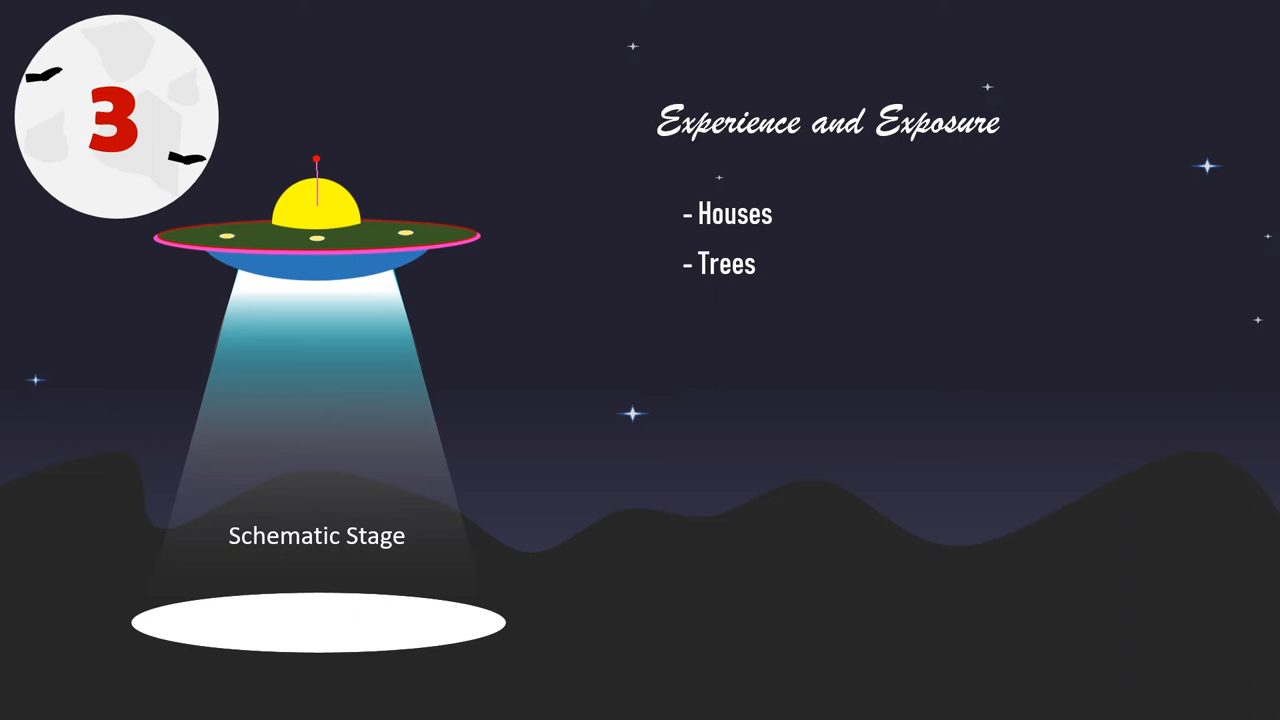 3
Experience and Exposure
- Houses
- Trees
Schematic Stage